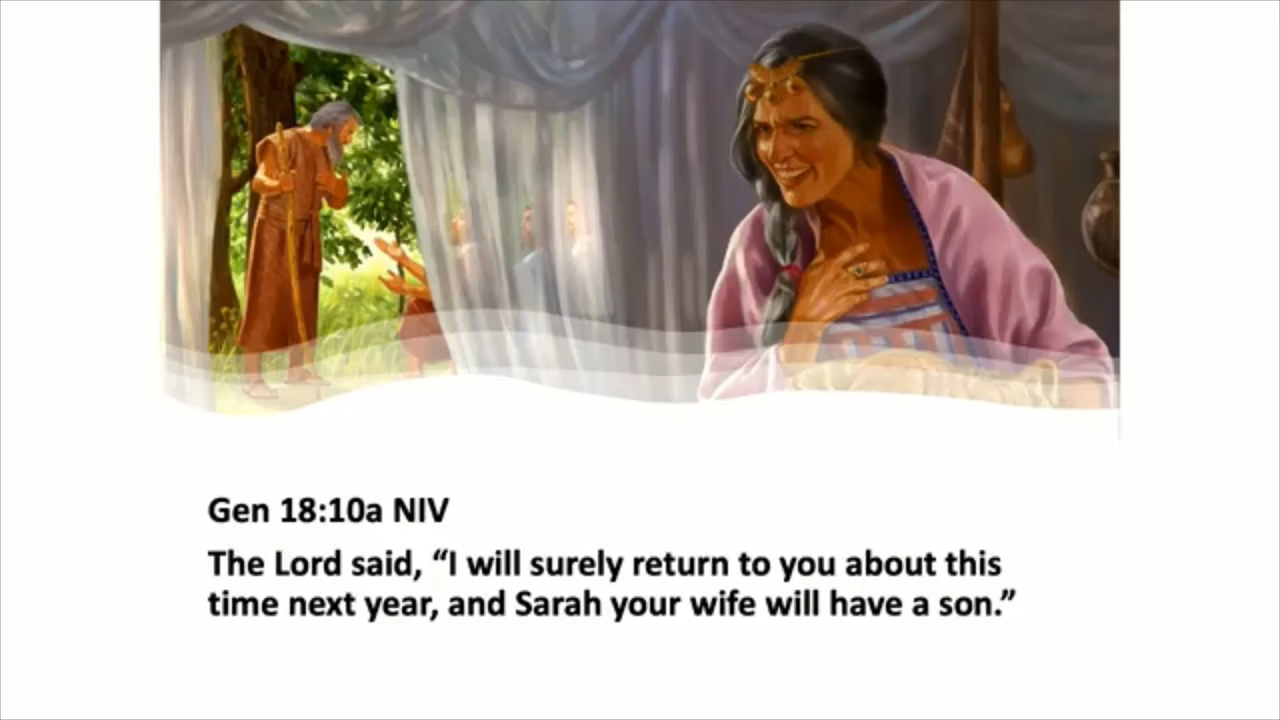 Gen 18:10a NIV
The Lord said, “I will surely return to you about this
time next year, and Sarah your wife will have a son.”